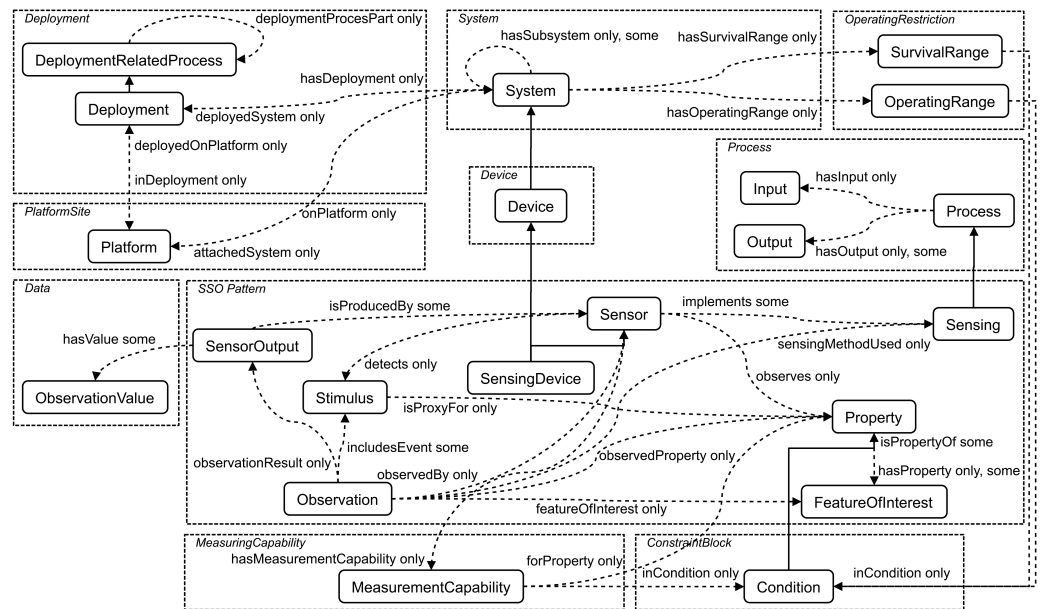 Deployment
deploymentProcesPart only
DeploymentRelatedProcess
Deployment
hasDeployment only
deployedSystem only
deployedOnPlatform only
inDeployment only
System
hasSubsystem only, some
System
hasSurvivalRange only
hasOperatingRange only
OperatingRestriction
SurvivalRange
OperatingRange
PlatformSite
Platform
onPlatform only
attachedSystem only
Device
Device
Process
Input
hasInput only
Process
Output
hasOutput only, some
Data
hasValue some
ObservationValue
SSO Pattern
isProducedBy some
Sensor
implements some
Sensing
SensorOutput
sensingMethodUsed only
detects only
SensingDevice
observes only
Stimulus
isProxyFor only
Property
includesEvent some
isPropertyOf some
observationResult only
observedBy only
observedProperty only
hasProperty only, some
Observation
featureOfInterest only
FeatureOfInterest
MeasuringCapability
hasMeasurementCapability only
forProperty only
MeasurementCapability
ConstraintBlock
inCondition only
Condition
inCondition only